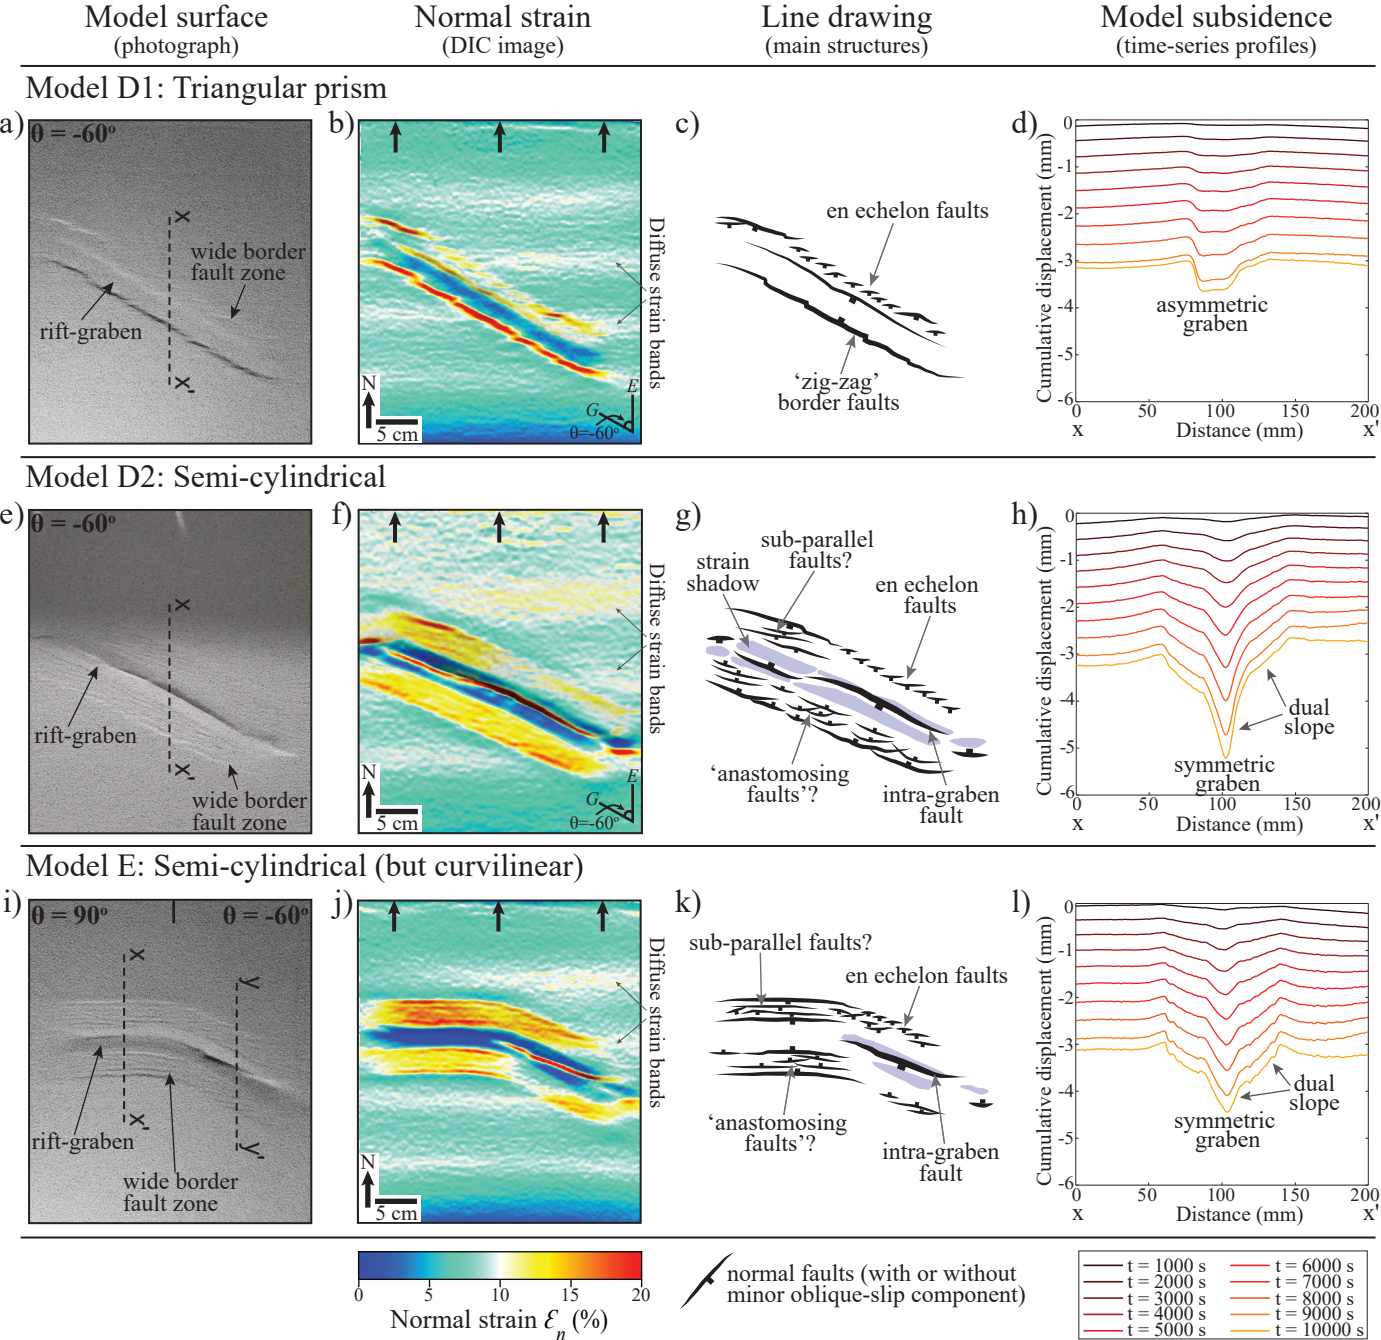 Model surface
(photograph)
Normal strain
(DIC image)
Line drawing
(main structures)
Model subsidence
(time-series profiles)
Model D1: Triangular prism
a)
θ = -60º
X
wide border
fault zone
rift-graben
X'
b)
Diffuse strain bands
N
5 cm
E
G
θ=-60º
c)
en echelon faults
‘zig-zag’
border faults
d)
Cumulative displacement (mm)
0
-1
-2
-3
-4
-5
-6
asymmetric
graben
0
50
100
150
200
x
Distance (mm)
x'
Model D2: Semi-cylindrical
e)
θ = -60º
X
rift-graben
X'
wide border
fault zone
f)
Diffuse strain bands
N
5 cm
E
G
θ=-60º
g)
sub-parallel
faults?
strain
shadow
en echelon
faults
‘anastomosing
faults’?
intra-graben
fault
h)
Cumulative displacement (mm)
0
-1
-2
-3
-4
-5
-6
dual
slope
symmetric
graben
0
50
100
150
200
x
Distance (mm)
x'
Model E: Semi-cylindrical (but curvilinear)
i)
θ = 90º
θ = -60º
X
y
rift-graben
X'
y'
wide border
fault zone
j)
Diffuse strain bands
N
5 cm
k)
sub-parallel faults?
en echelon faults
‘anastomosing
faults’?
intra-graben
fault
l)
Cumulative displacement (mm)
0
-1
-2
-3
-4
-5
-6
dual
slope
symmetric
graben
0
50
100
150
200
x
Distance (mm)
x'
0
5
10
15
20
Normal strain Ɛn (%)
normal faults (with or without
minor oblique-slip component)
t = 1000 s
t = 2000 s
t = 3000 s
t = 4000 s
t = 5000 s
t = 6000 s
t = 7000 s
t = 8000 s
t = 9000 s
t = 10000 s